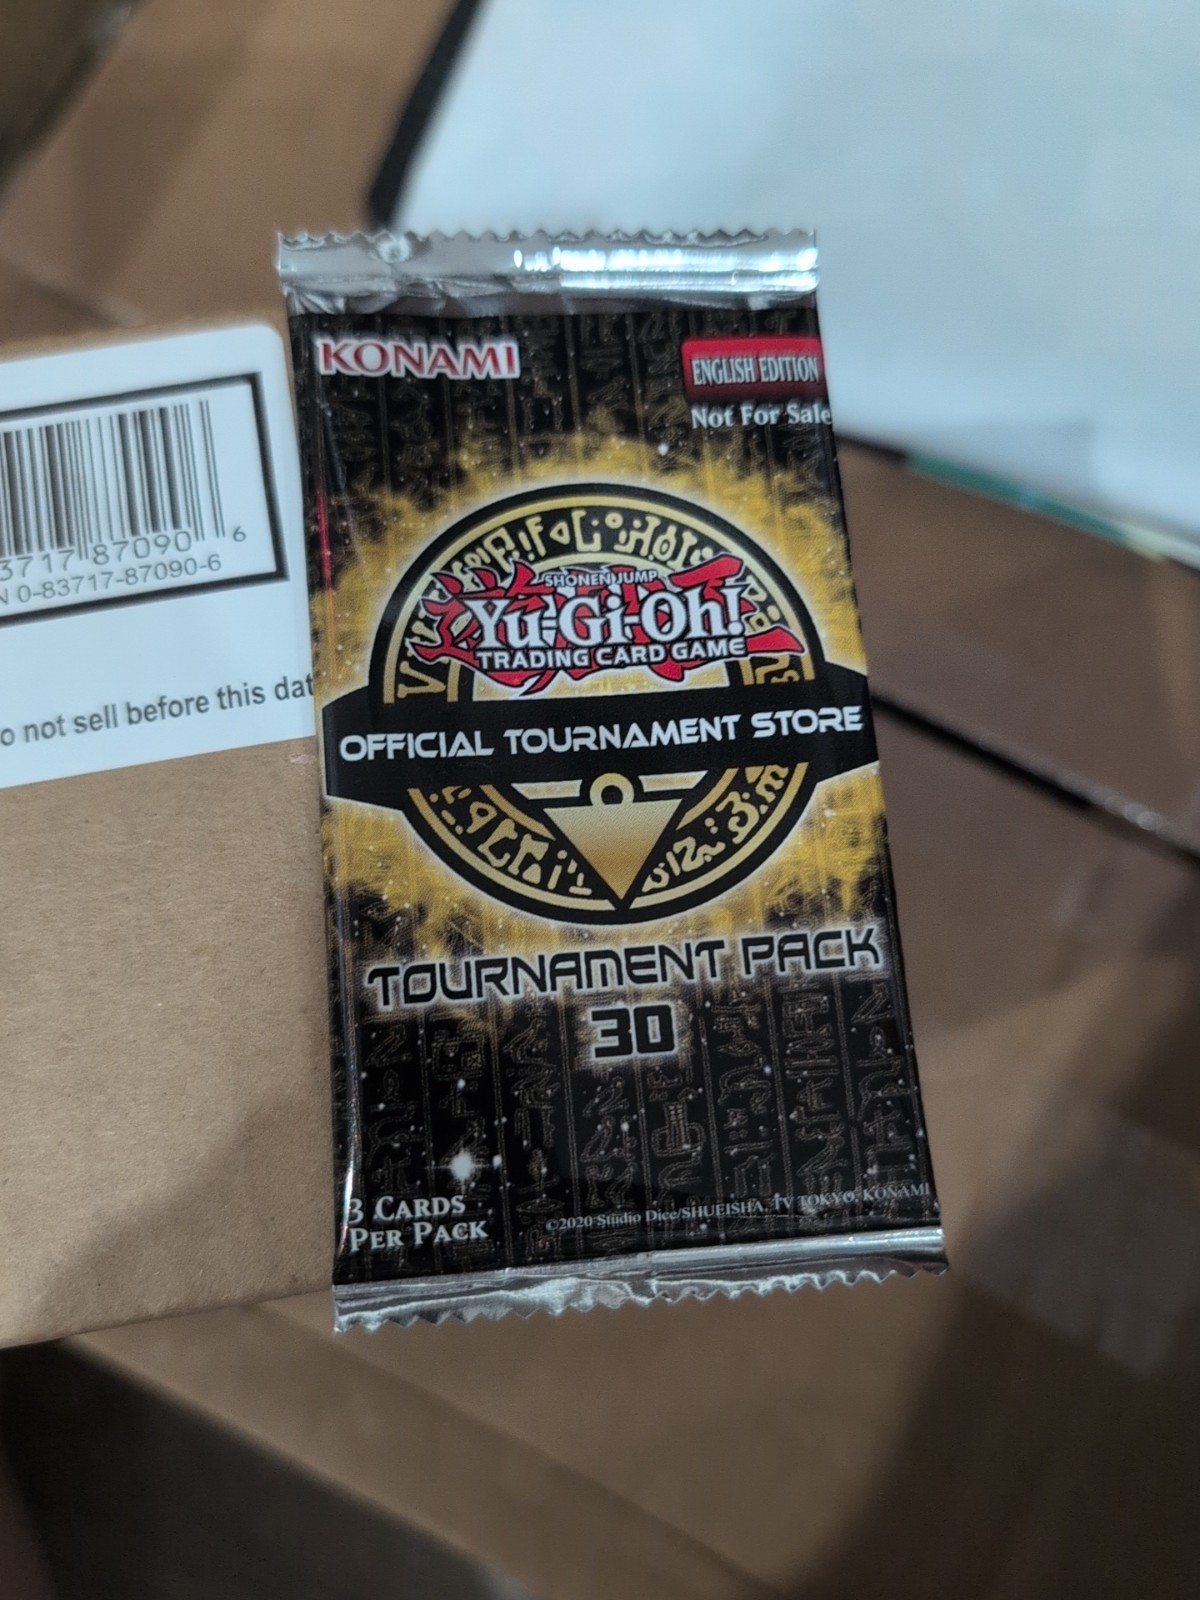 KONAMI
ENGLISH EDITION
Not For Sale
SHONEN JUMP
Yu-Gi-Oh!
TRADING CARD GAME
OFFICIAL TOURNAMENT STORE
TOURNAMENT PACK
30
3 CARDS
PER PACK
©2020 Studio Dice/SHUEISHA, TV TOKYO, KONAMI
3717 87090 6
N 0-83717-87090-6
o not sell before this dat